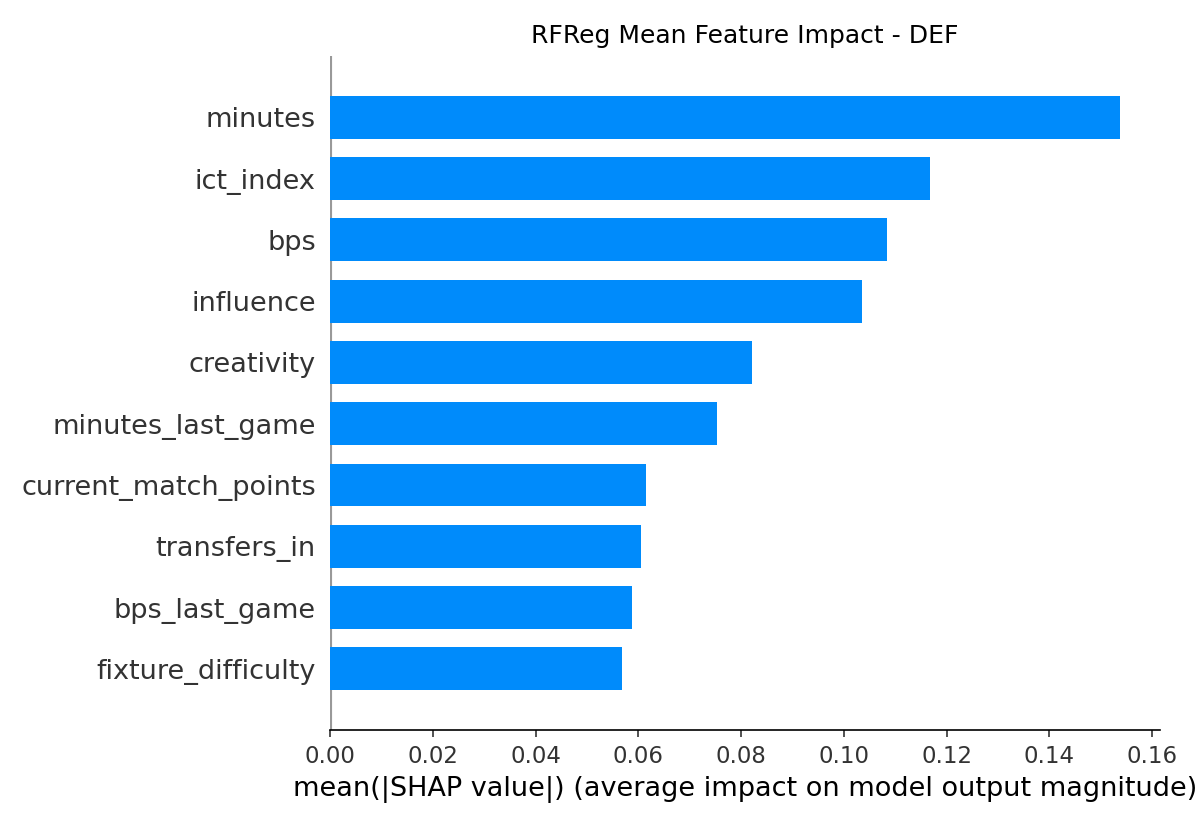 RFReg Mean Feature Impact - DEF
minutes
ict_index
bps
influence
creativity
minutes_last_game
current_match_points
transfers_in
bps_last_game
fixture_difficulty
0.00 0.02 0.04 0.06 0.08 0.10 0.12 0.14 0.16
mean(|SHAP value|) (average impact on model output magnitude)